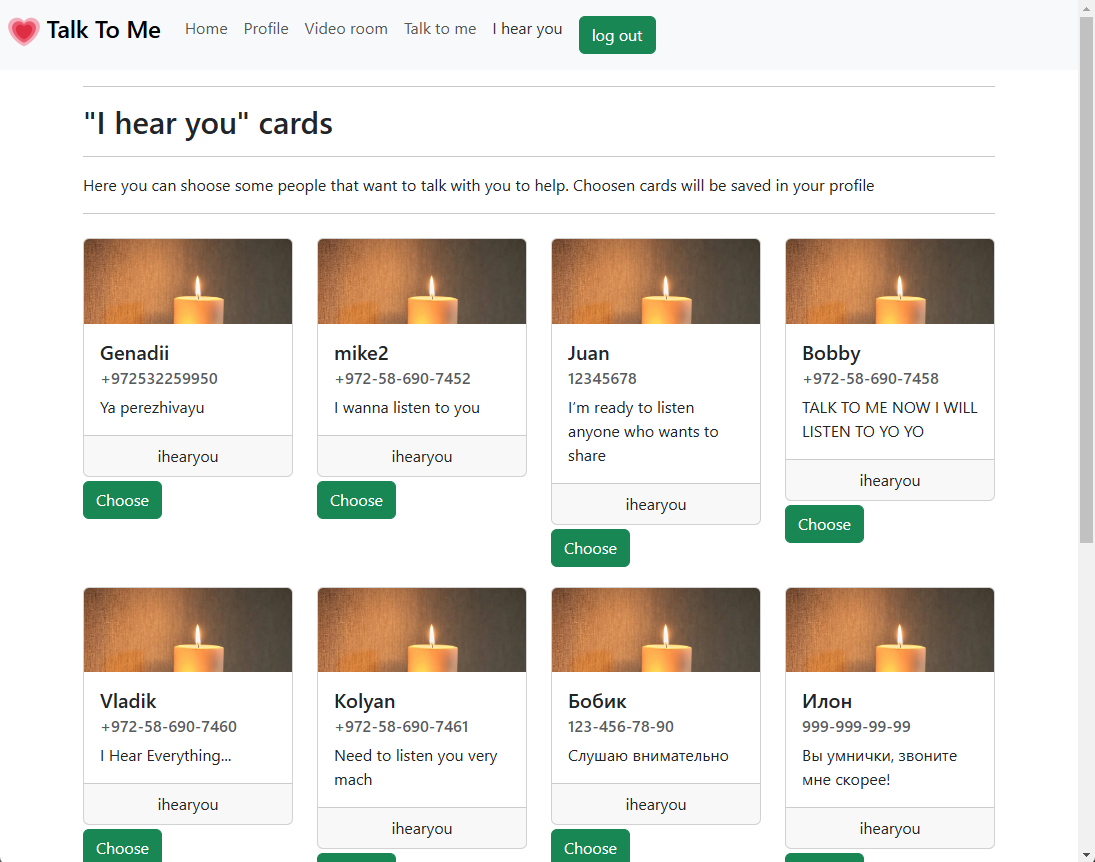 Talk To Me Home Profile Video room Talk to me I hear you log out
"I hear you" cards
Here you can shoose some people that want to talk with you to help. Choosen cards will be saved in your profile
Genadii
+972532259950
Ya perezhivayu
ihearyou
Choose
mike2
+972-58-690-7452
I wanna listen to you
ihearyou
Choose
Juan
12345678
I’m ready to listen
anyone who wants to
share
ihearyou
Choose
Bobby
+972-58-690-7458
TALK TO ME NOW I WILL
LISTEN TO YO YO
ihearyou
Choose
Vladik
+972-58-690-7460
I Hear Everything...
ihearyou
Choose
Kolyan
+972-58-690-7461
Need to listen you very
mach
ihearyou
Бобик
123-456-78-90
Слушаю внимательно
ihearyou
Choose
Илон
999-999-99-99
Вы умнички, звоните
мне скорее!
ihearyou